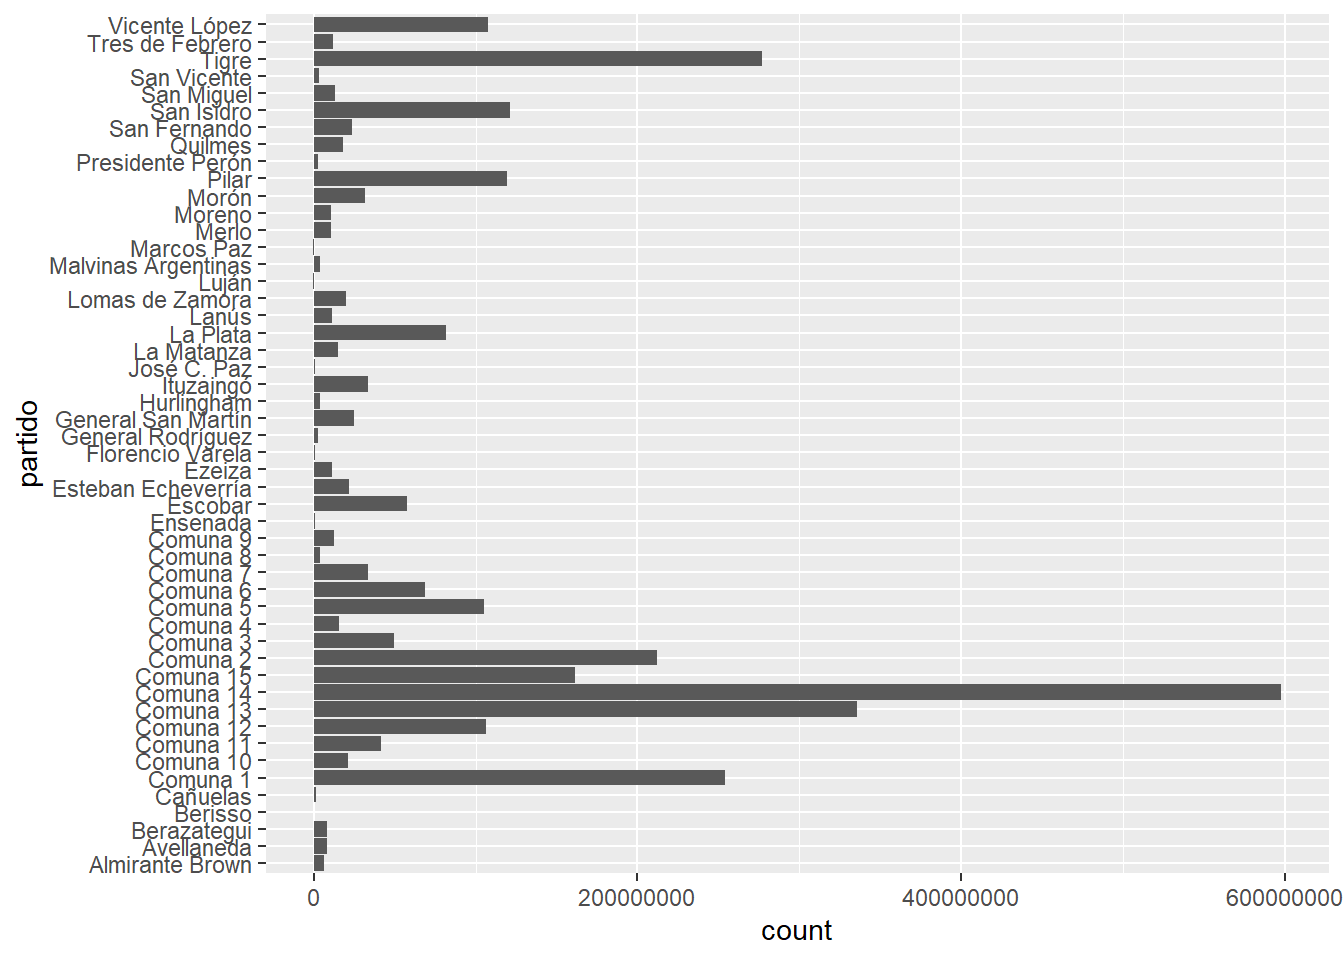 Vicente López
Tres de Febrero
Tigre
San Vicente
San Miguel
San Isidro
San Fernando
Quilmes
Presidente Perón
Pilar
Morón
Moreno
Merlo
Marcos Paz
Malvinas Argentinas
Luján
Lomas de Zamora
Lanús
La Plata
La Matanza
José C. Paz
Ituzaingó
Hurlingham
General San Martín
General Rodríguez
Florencio Varela
Ezeiza
Esteban Echeverría
Escobar
Ensenada
Comuna 9
Comuna 8
Comuna 7
Comuna 6
Comuna 5
Comuna 4
Comuna 3
Comuna 2
Comuna 15
Comuna 14
Comuna 13
Comuna 12
Comuna 11
Comuna 10
Comuna 1
Cañuelas
Berisso
Berazategui
Avellaneda
Almirante Brown
partido
0 200000000 400000000 600000000
count